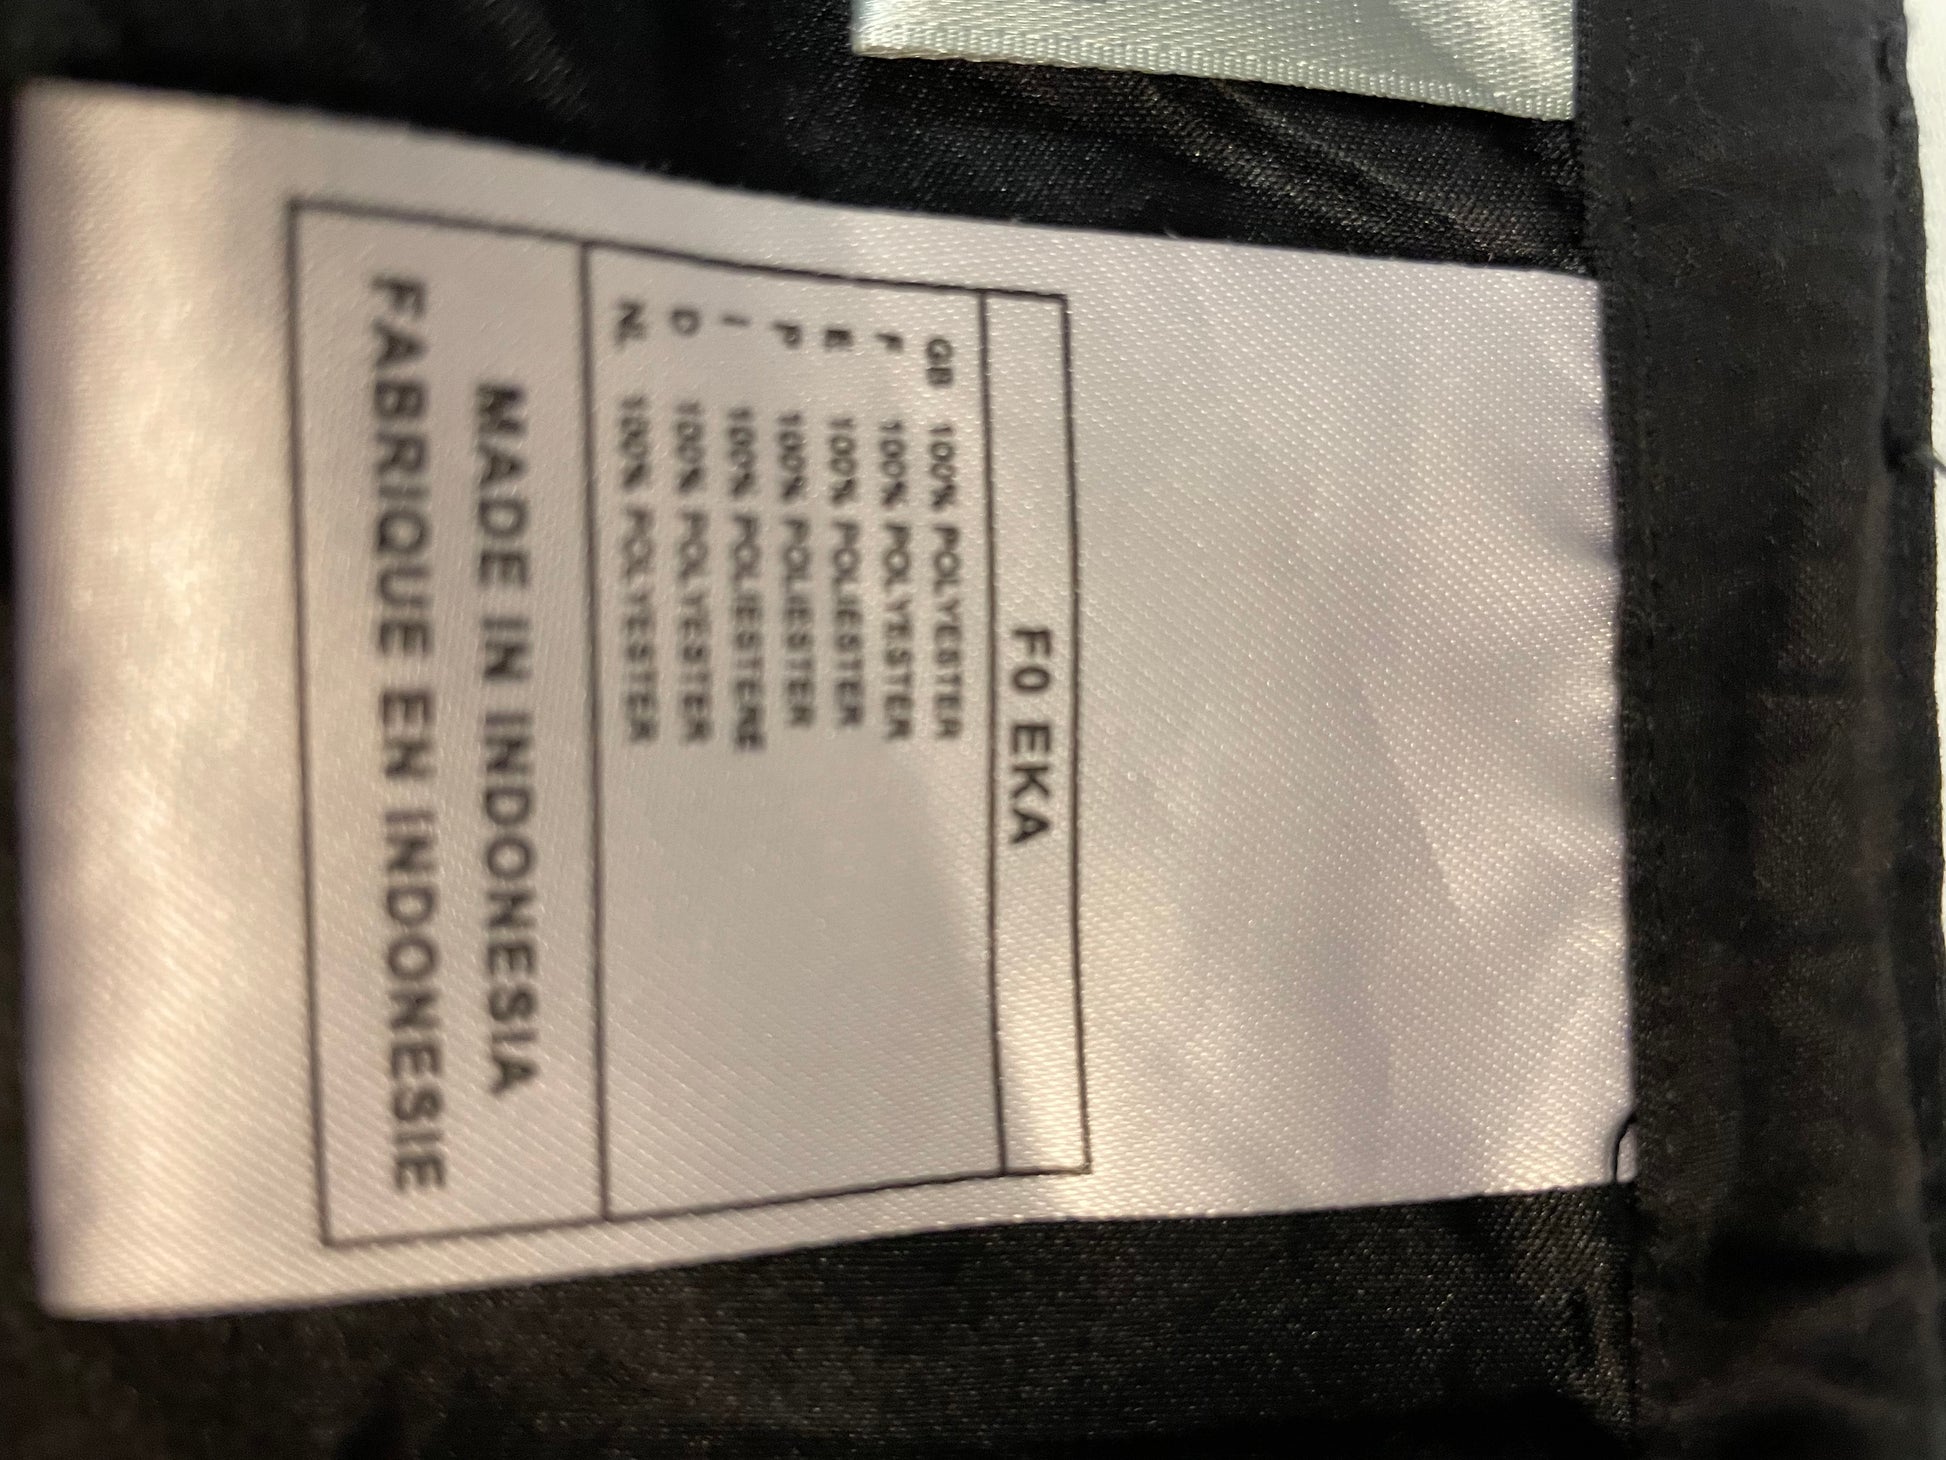 F0 EKA
GB 100% POLYESTER
F 100% POLYESTER
E 100% POLIESTER
P 100% POLIESTER
I 100% POLIESTERE
D 100% POLYESTER
NL 100% POLYESTER
MADE IN INDONESIA
FABRIQUE EN INDONESIE